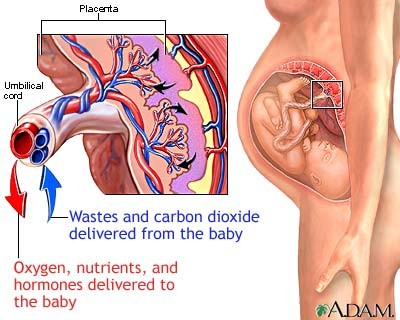 Placenta
Umbilical
cord
Wastes and carbon dioxide
delivered from the baby
Oxygen, nutrients, and
hormones delivered to
the baby
A.D.A.M.